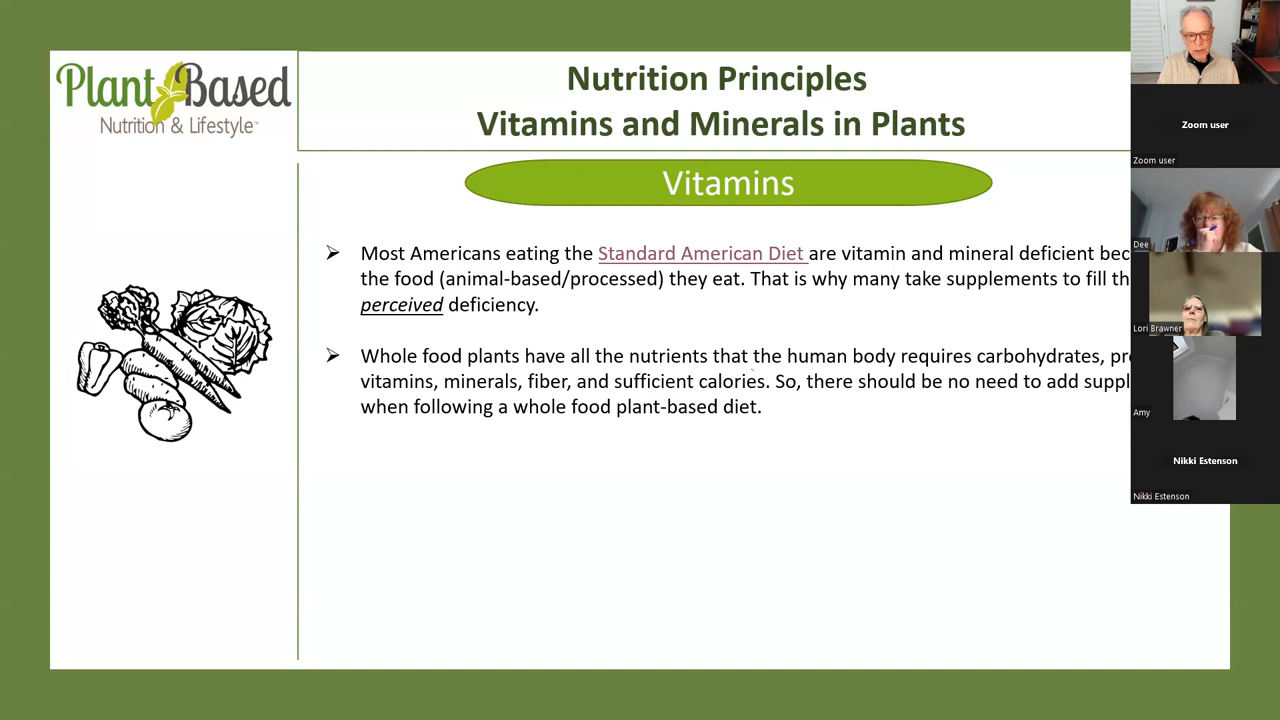 Plant Based
Nutrition & Lifestyle™
Nutrition Principles
Vitamins and Minerals in Plants
Vitamins
➢ Most Americans eating the Standard American Diet are vitamin and mineral deficient
the food (animal-based/processed) they eat. That is why many take supplements to fill
perceived deficiency.
➢ Whole food plants have all the nutrients that the human body requires carbohydrates,
vitamins, minerals, fiber, and sufficient calories. So, there should be no need to add
when following a whole food plant-based diet.
Zoom user
Zoom user
Dee
Lori Brawner
Amy
Nikki Estenson
Nikki Estenson